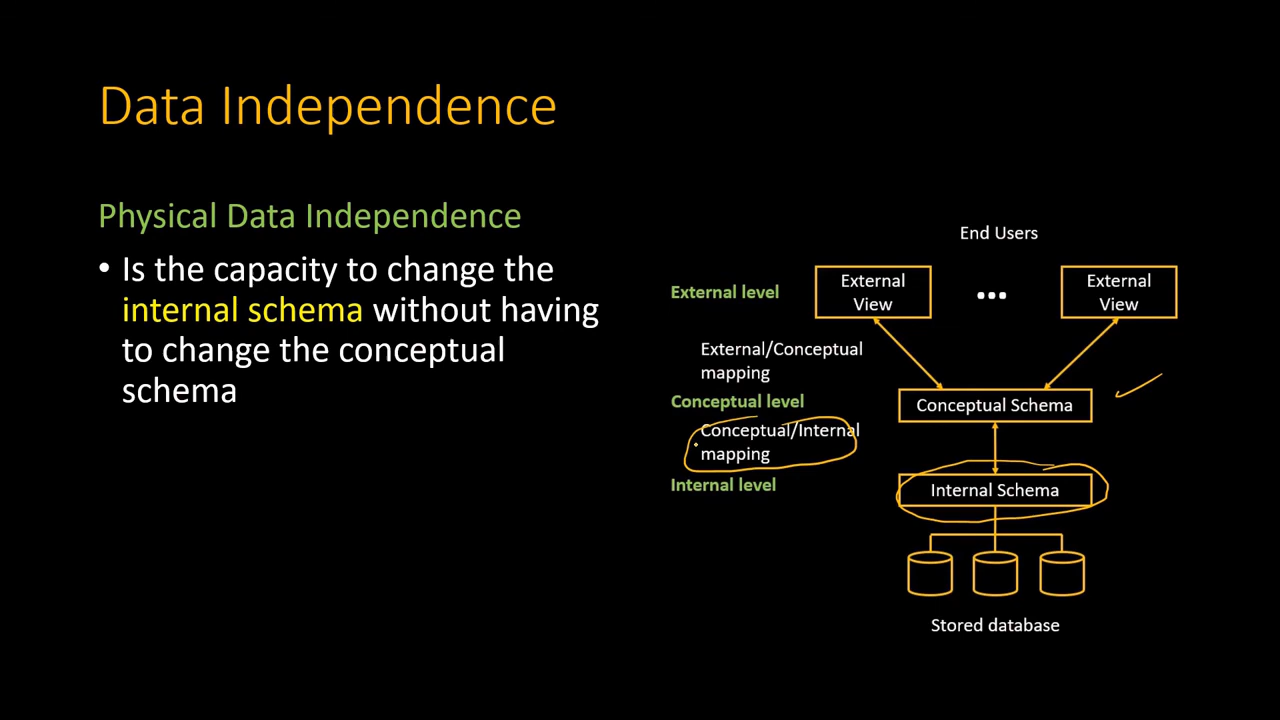 Data Independence
Physical Data Independence
• Is the capacity to change the
internal schema without having
to change the conceptual
schema
End Users
External level
External
View
...
External
View
External/Conceptual
mapping
Conceptual level
Conceptual Schema
Conceptual/Internal
mapping
Internal level
Internal Schema
Stored database